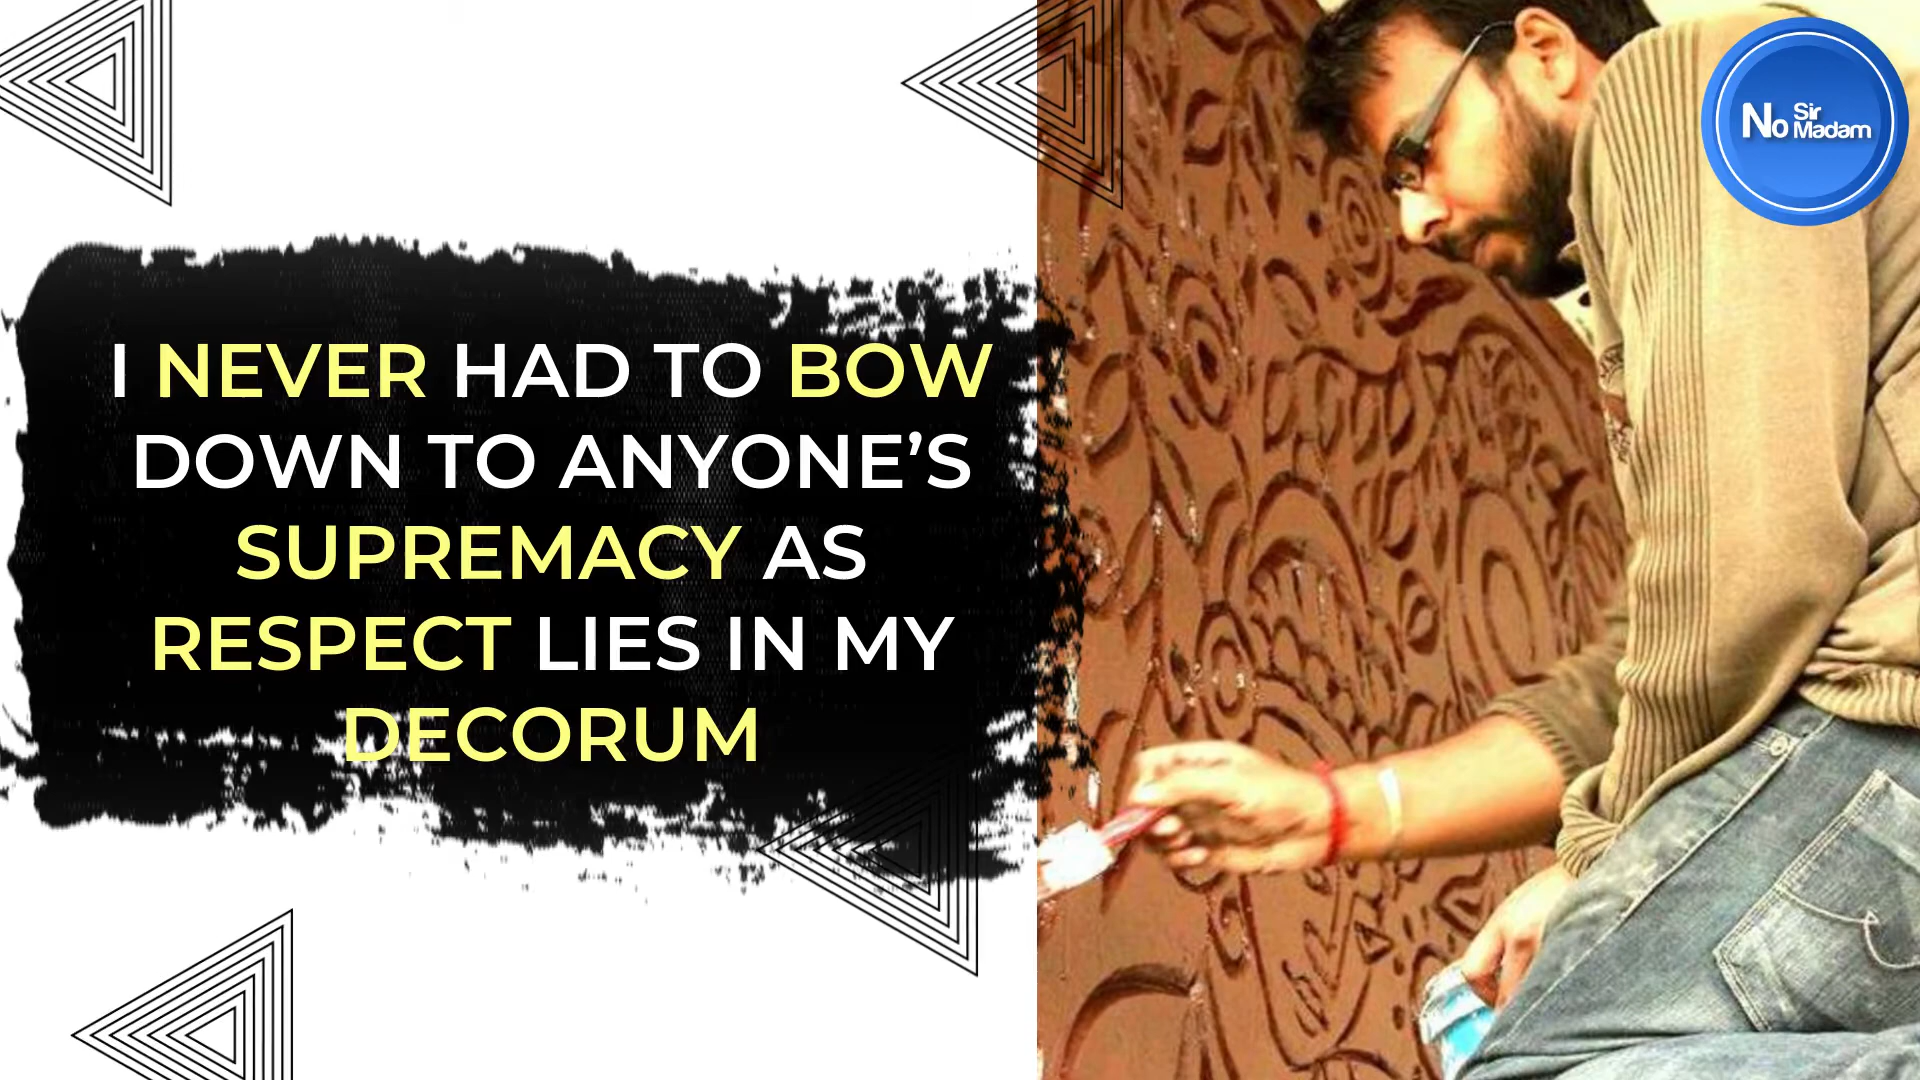 I NEVER HAD TO BOW
DOWN TO ANYONE’S
SUPREMACY AS
RESPECT LIES IN MY
DECORUM
No Sir Madam